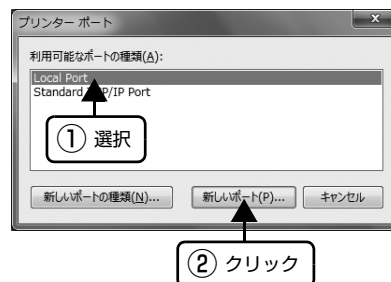 プリンター ポート
x
利用可能なポートの種類(A):
Local Port
Standard TCP/IP Port
① 選択
新しいポートの種類(N)...
新しいポート(P)...
キャンセル
② クリック